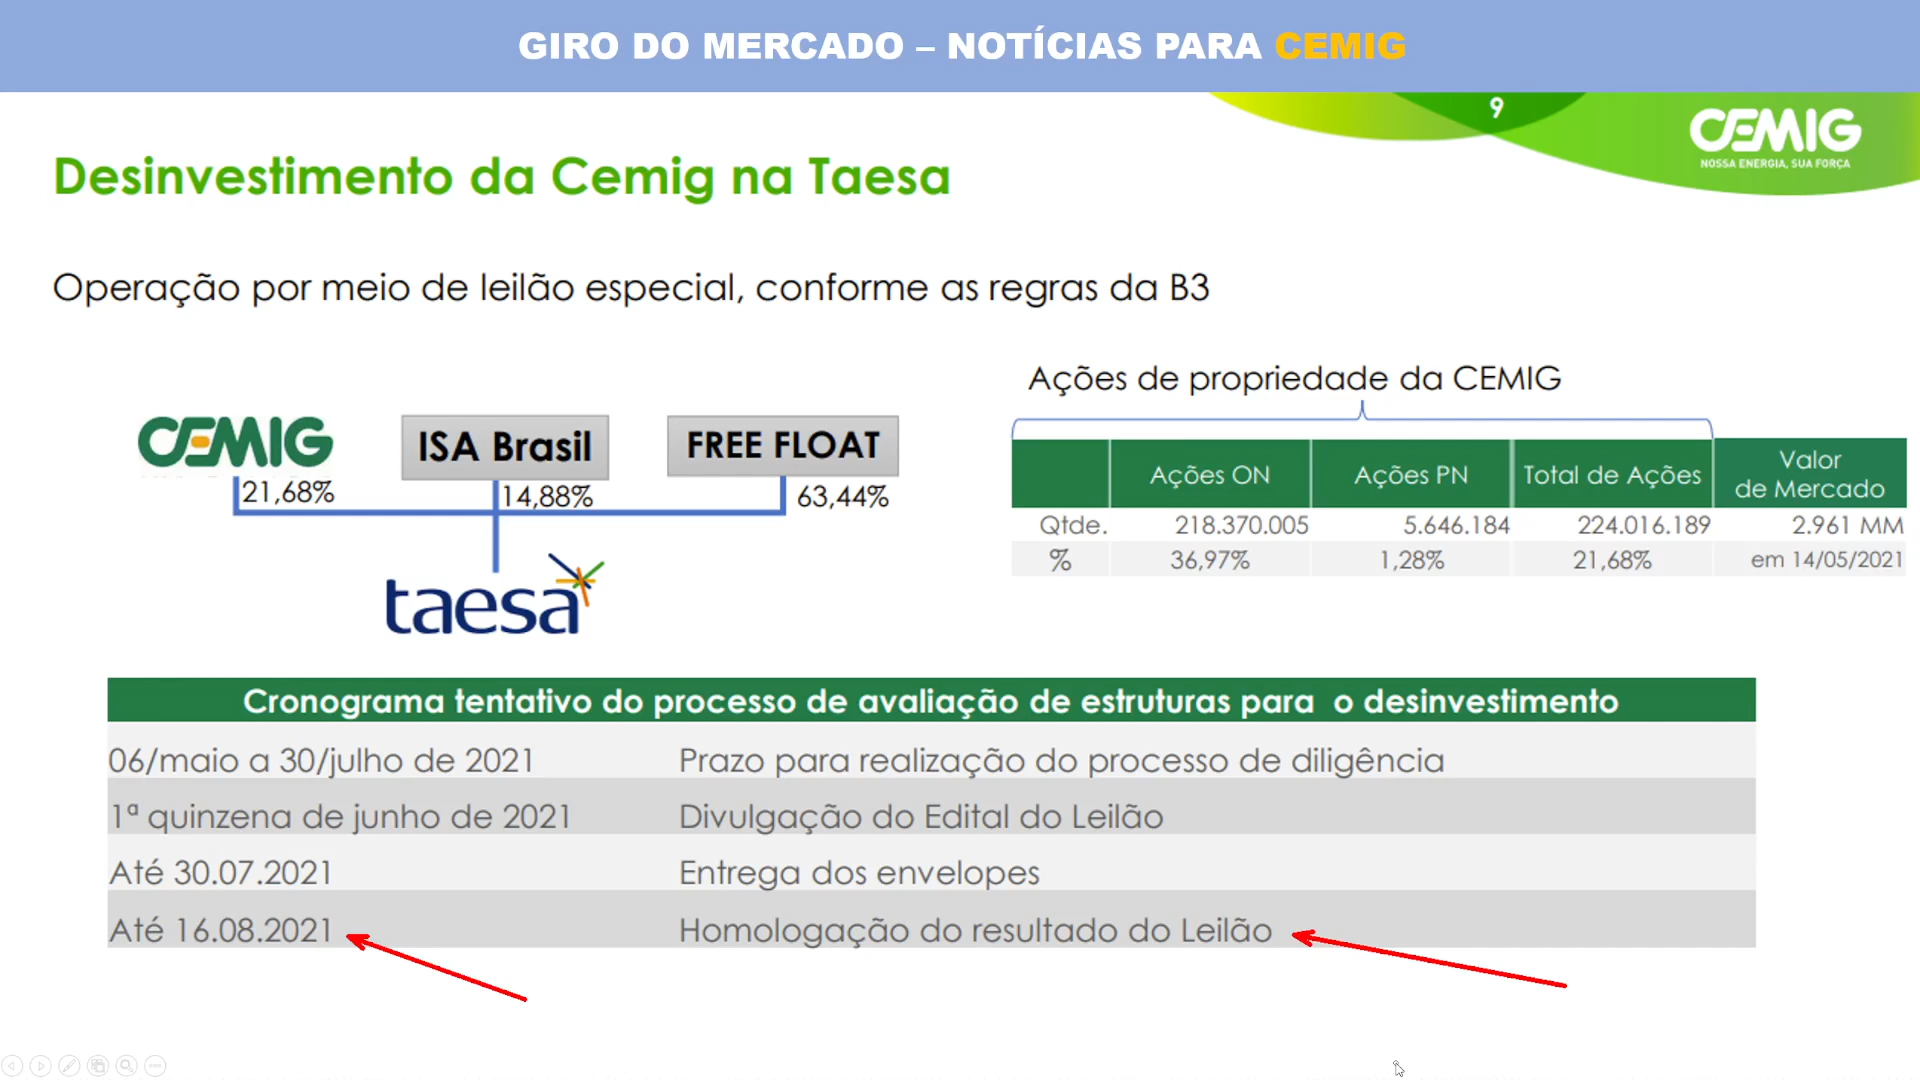 GIRO DO MERCADO – NOTÍCIAS PARA CEMIG
9
CEMIG
NOSSA ENERGIA, SUA FORÇA
Desinvestimento da Cemig na Taesa
Operação por meio de leilão especial, conforme as regras da B3
CEMIG ISA Brasil FREE FLOAT
21,68% 14,88% 63,44%
taesa
Ações de propriedade da CEMIG
Ações ON Ações PN Total de Ações Valor de Mercado
Qtde. 218.370.005 5.646.184 224.016.189 2.961 MM
% 36,97% 1,28% 21,68% em 14/05/2021
Cronograma tentativo do processo de avaliação de estruturas para o desinvestimento
06/maio a 30/julho de 2021 Prazo para realização do processo de diligência
1ª quinzena de junho de 2021 Divulgação do Edital do Leilão
Até 30.07.2021 Entrega dos envelopes
Até 16.08.2021 Homologação do resultado do Leilão